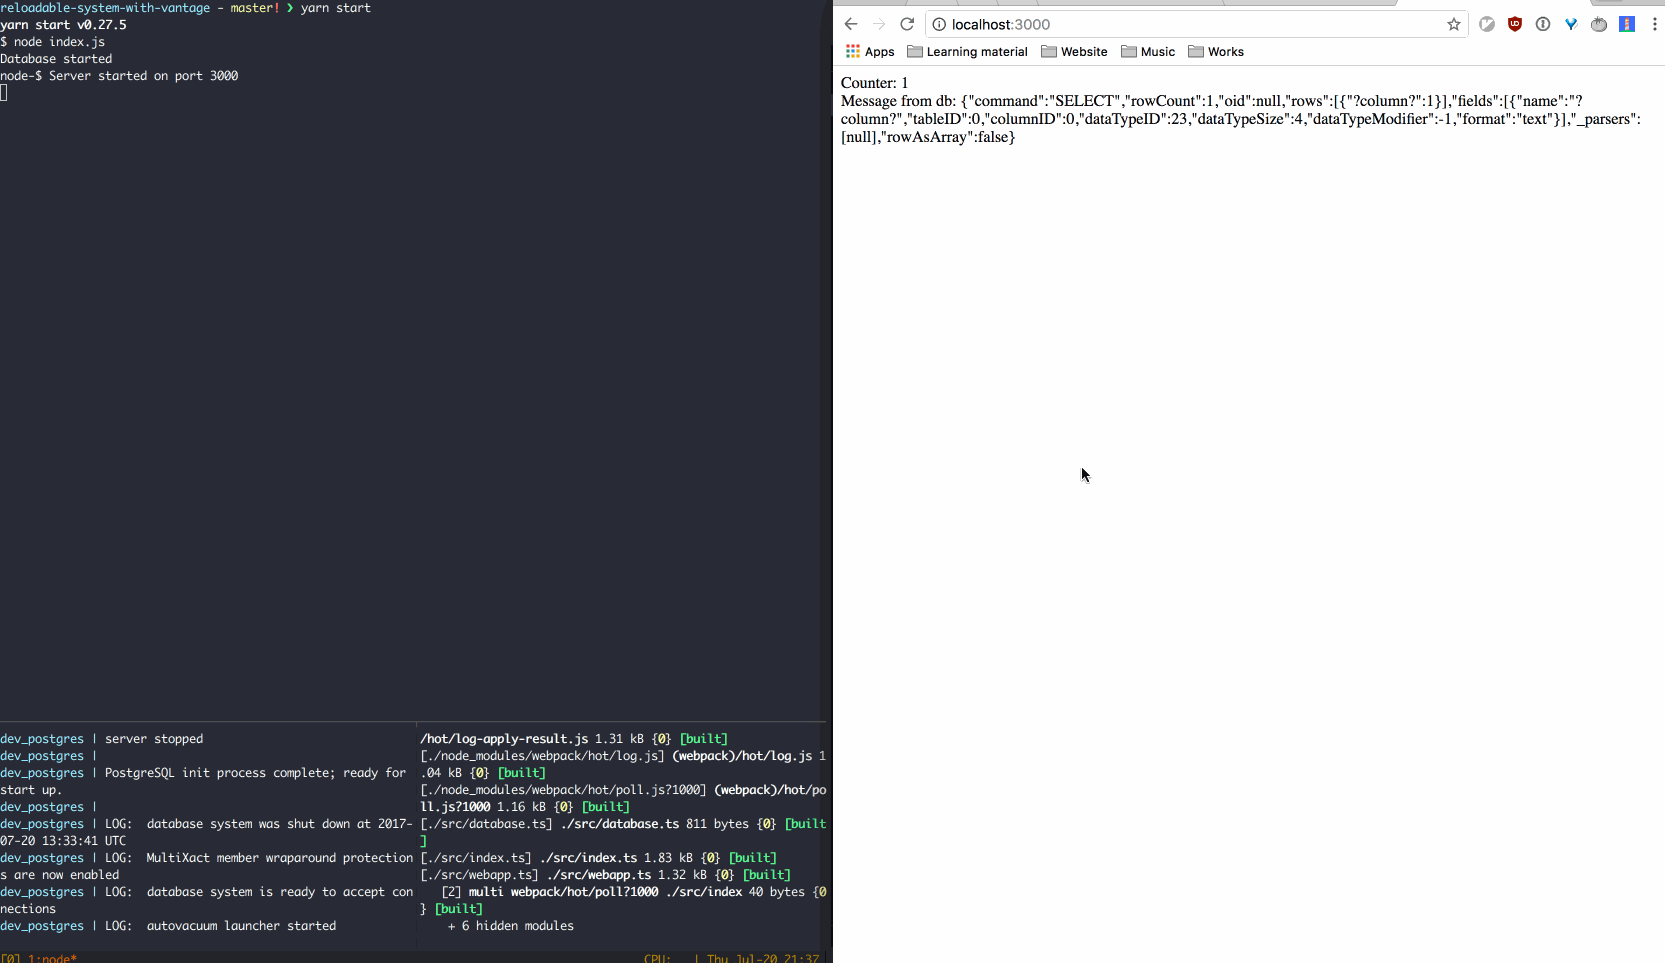 reloadable-system-with-vantage - master! ❯ yarn start
yarn start v0.27.5
$ node index.js
Database started
node-$ Server started on port 3000
dev_postgres | server stopped
dev_postgres |
dev_postgres | PostgreSQL init process complete; ready for
start up.
dev_postgres |
dev_postgres | LOG:  database system was shut down at 2017-
07-20 13:33:41 UTC
dev_postgres | LOG:  MultiXact member wraparound protection
s are now enabled
dev_postgres | LOG:  database system is ready to accept con
nections
dev_postgres | LOG:  autovacuum launcher started
/hot/log-apply-result.js 1.31 kB {0} [built]
[./node_modules/webpack/hot/log.js] (webpack)/hot/log.js 1
.04 kB {0} [built]
[./node_modules/webpack/hot/poll.js?1000] (webpack)/hot/po
ll.js?1000 1.16 kB {0} [built]
[./src/database.ts] ./src/database.ts 811 bytes {0} [built
]
[./src/index.ts] ./src/index.ts 1.83 kB {0} [built]
[./src/webapp.ts] ./src/webapp.ts 1.32 kB {0} [built]
[2] multi webpack/hot/poll?1000 ./src/index 40 bytes {0
} [built]
+ 6 hidden modules
[0] 1:node* CPU: | Thu Jul-20 21:37
localhost:3000
Apps Learning material Website Music Works
Counter: 1
Message from db: {"command":"SELECT","rowCount":1,"oid":null,"rows":[{"?column?":1}],"fields":[{"name":"?
column?","tableID":0,"columnID":0,"dataTypeID":23,"dataTypeSize":4,"dataTypeModifier":-1,"format":"text"}],"_parsers":
[null],"rowAsArray":false}